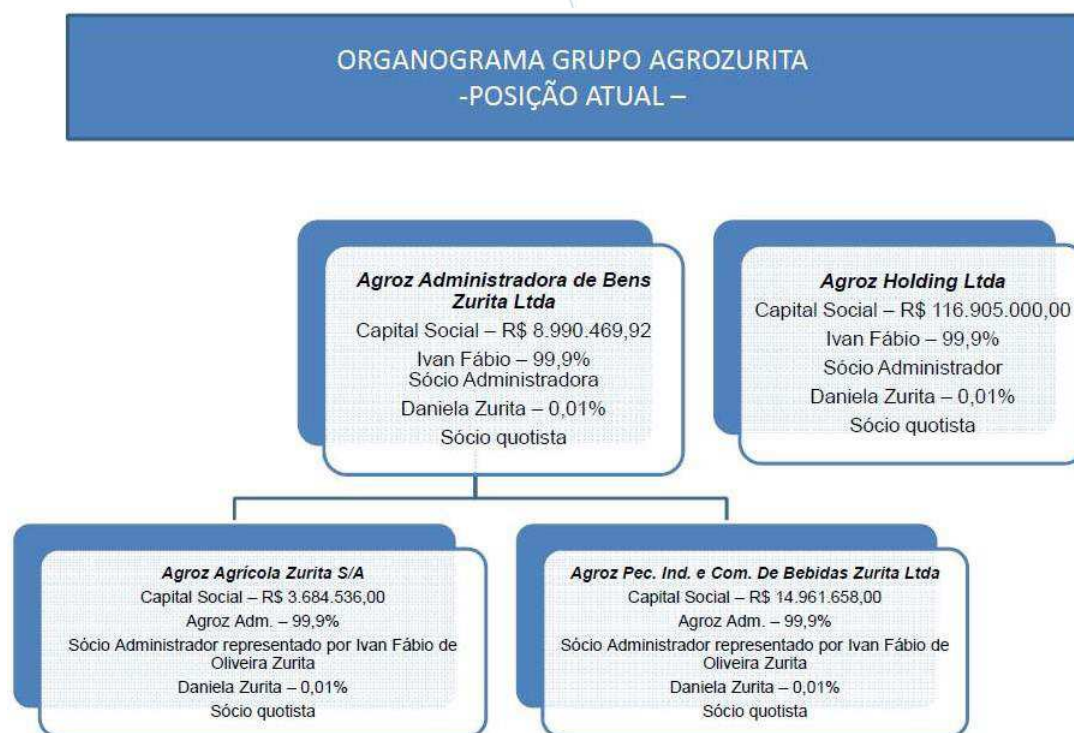 ORGANOGRAMA GRUPO AGROZURITA
-POSIÇÃO ATUAL –
Agroz Administradora de Bens
Zurita Ltda
Capital Social – R$ 8.990.469,92
Ivan Fábio – 99,9%
Sócio Administradora
Daniela Zurita – 0,01%
Sócio quotista
Agroz Holding Ltda
Capital Social – R$ 116.905.000,00
Ivan Fábio – 99,9%
Sócio Administrador
Daniela Zurita – 0,01%
Sócio quotista
Agroz Agrícola Zurita S/A
Capital Social – R$ 3.684.536,00
Agroz Adm. – 99,9%
Sócio Administrador representado por Ivan Fábio de
Oliveira Zurita
Daniela Zurita – 0,01%
Sócio quotista
Agroz Pec. Ind. e Com. De Bebidas Zurita Ltda
Capital Social – R$ 14.961.658,00
Agroz Adm. – 99,9%
Sócio Administrador representado por Ivan Fábio de
Oliveira Zurita
Daniela Zurita – 0,01%
Sócio quotista